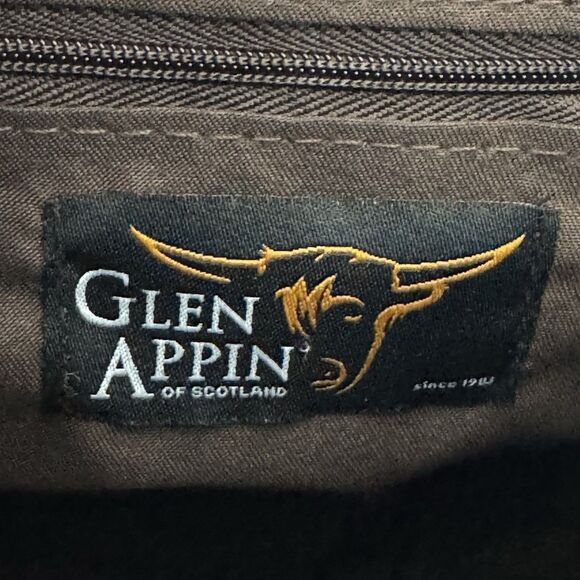 GLEN
APPIN
OF SCOTLAND
since